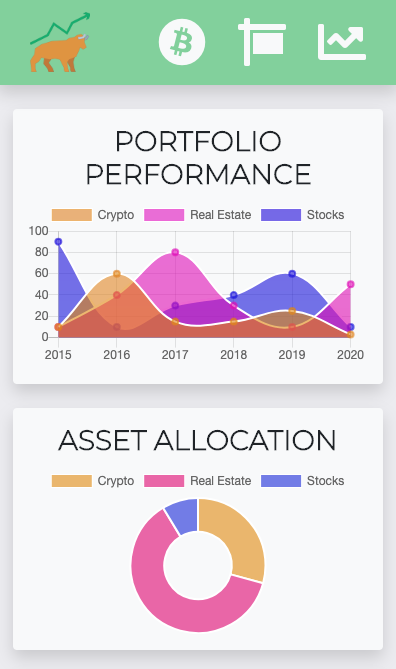 PORTFOLIO
PERFORMANCE
Crypto Real Estate Stocks
100
80
60
40
20
0
2015 2016 2017 2018 2019 2020
ASSET ALLOCATION
Crypto Real Estate Stocks